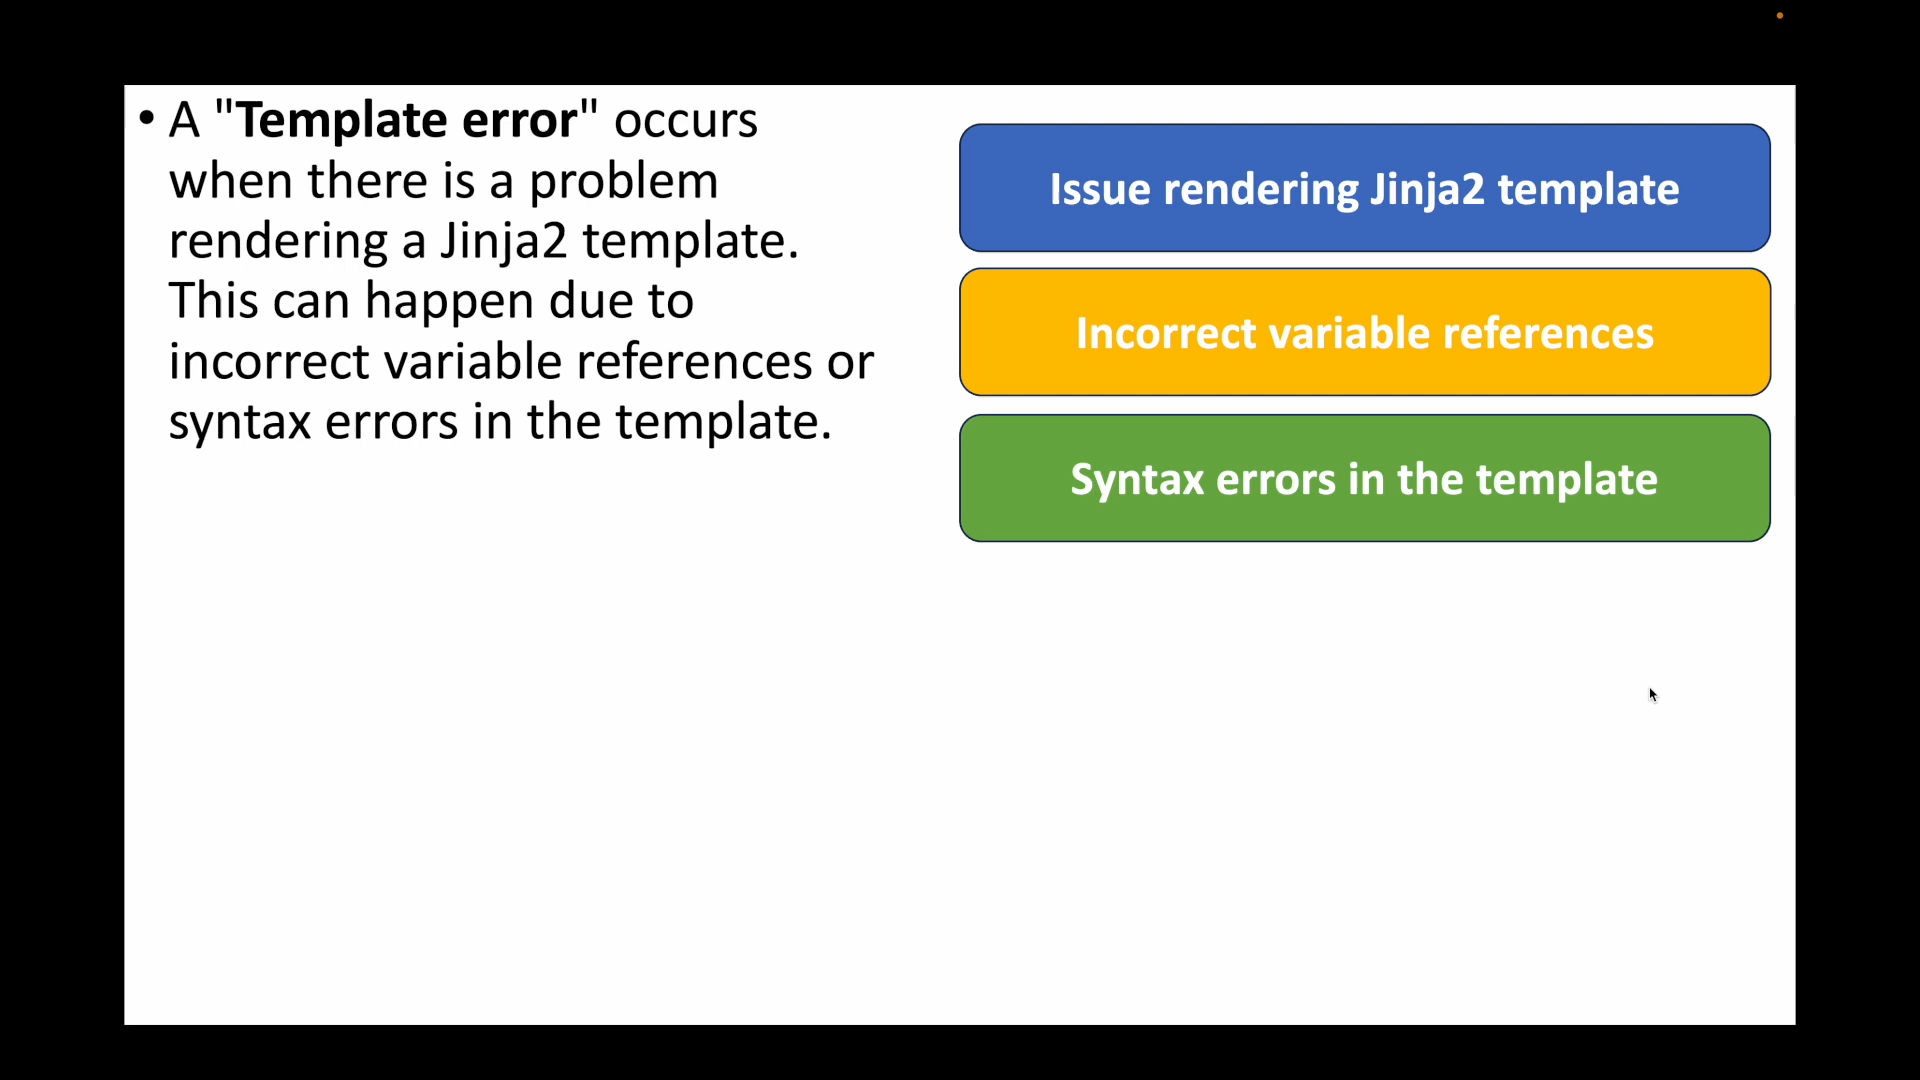 • A "Template error" occurs
when there is a problem
rendering a Jinja2 template.
This can happen due to
incorrect variable references or
syntax errors in the template.
Issue rendering Jinja2 template
Incorrect variable references
Syntax errors in the template